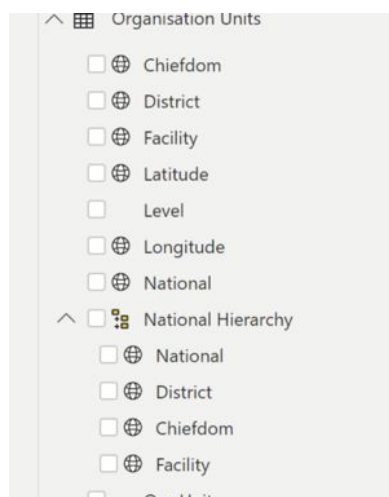 Organisation Units
Chiefdom
District
Facility
Latitude
Level
Longitude
National
National Hierarchy
National
District
Chiefdom
Facility